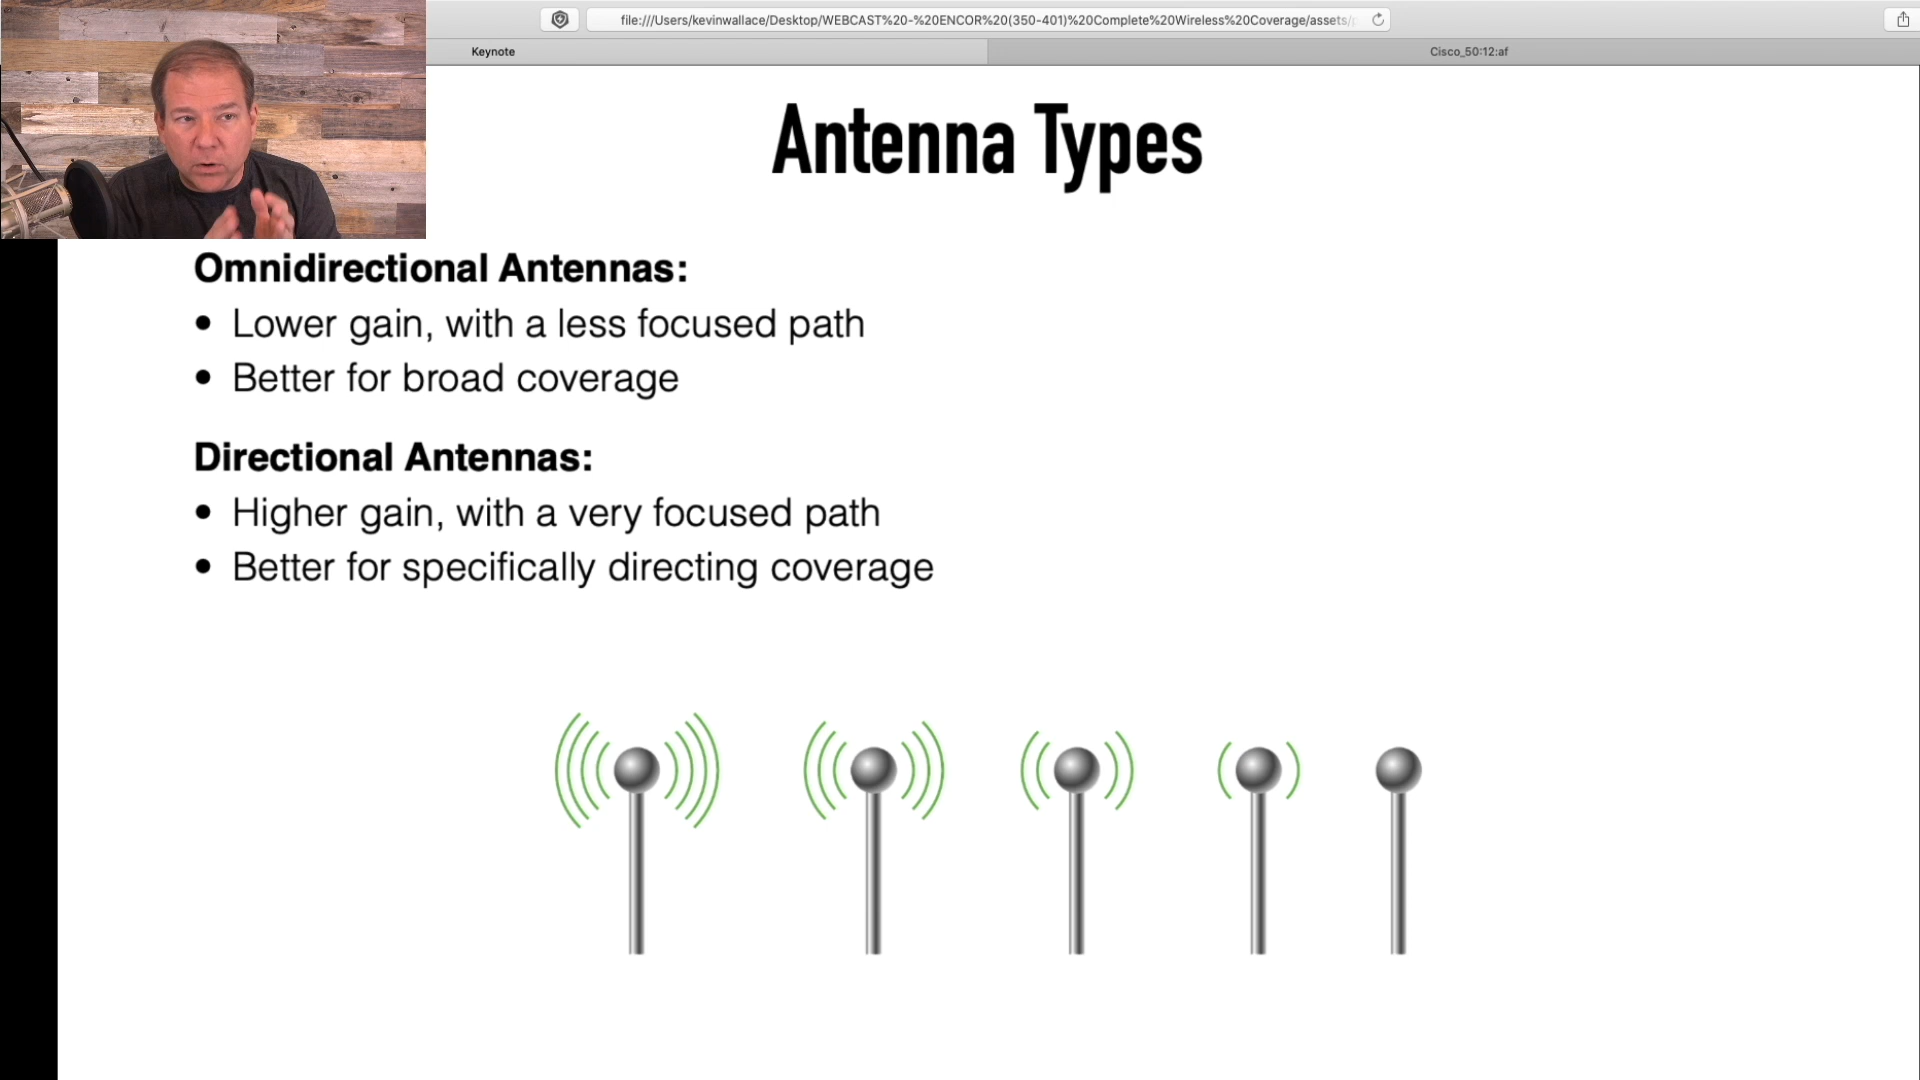 file:///Users/kevinwallace/Desktop/WEBCAST%20-%20ENCOR%20(350-401)%20Complete%20Wireless%20Coverage/assets/
Keynote
Cisco_50:12:af
Antenna Types
Omnidirectional Antennas:
• Lower gain, with a less focused path
• Better for broad coverage
Directional Antennas:
• Higher gain, with a very focused path
• Better for specifically directing coverage